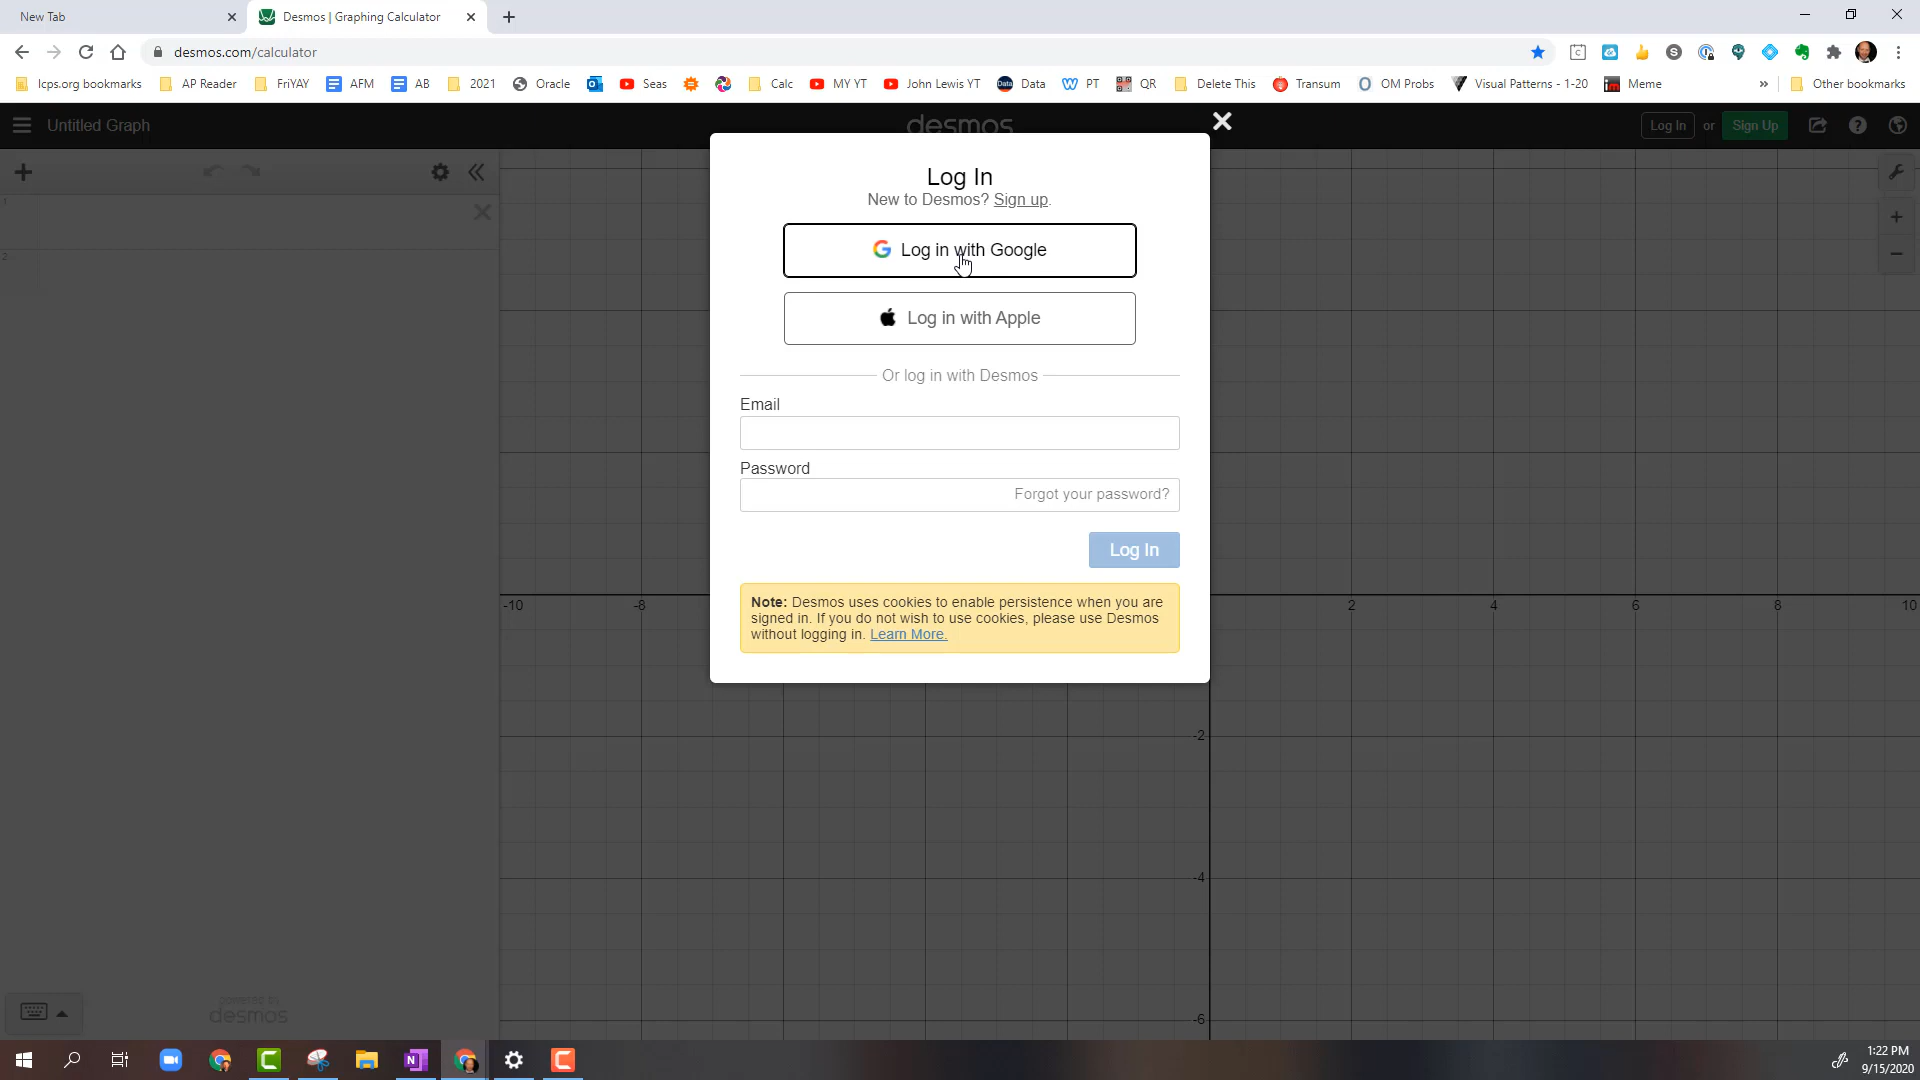 New Tab
Desmos | Graphing Calculator
desmos.com/calculator
lcps.org bookmarks
AP Reader
FriYAY
AFM
AB
2021
Oracle
Seas
Calc
MY YT
John Lewis YT
Data
PT
QR
Delete This
Transum
OM Probs
Visual Patterns - 1-20
Meme
»
Other bookmarks
Untitled Graph
desmos
Log In
or
Sign Up
1
2
Log In
New to Desmos? Sign up.
Log in with Google
Log in with Apple
Or log in with Desmos
Email
Password
Forgot your password?
Log In
Note: Desmos uses cookies to enable persistence when you are
signed in. If you do not wish to use cookies, please use Desmos
without logging in. Learn More.
-10
-8
2
4
6
8
10
-2
-4
-6
powered by
desmos
1:22 PM
9/15/2020